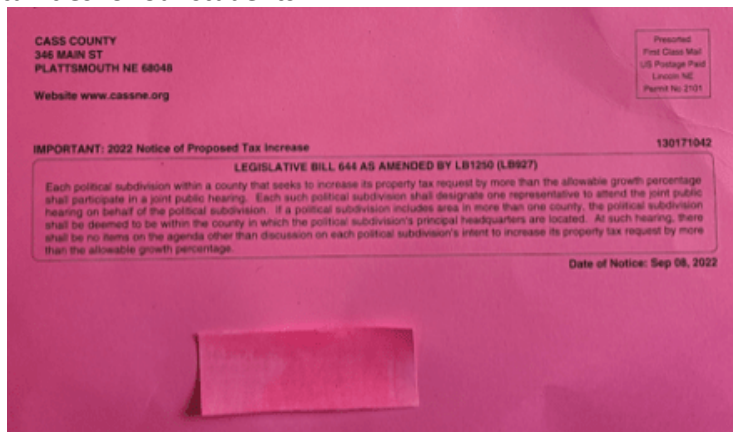 CASS COUNTY
346 MAIN ST
PLATTSMOUTH NE 68048
Website www.cassne.org
Presorted
First Class Mail
US Postage Paid
Lincoln NE
Permit No 2101
IMPORTANT: 2022 Notice of Proposed Tax Increase
130171042
LEGISLATIVE BILL 644 AS AMENDED BY LB1250 (LB927)
Each political subdivision within a county that seeks to increase its property tax request by more than the allowable growth percentage
shall participate in a joint public hearing. Each such political subdivision shall designate one representative to attend the joint public
hearing on behalf of the political subdivision. If a political subdivision includes area in more than one county, the political subdivision
shall be deemed to be within the county in which the political subdivision's principal headquarters are located. At such hearing, there
shall be no items on the agenda other than discussion on each political subdivision's intent to increase its property tax request by more
than the allowable growth percentage.
Date of Notice: Sep 08, 2022